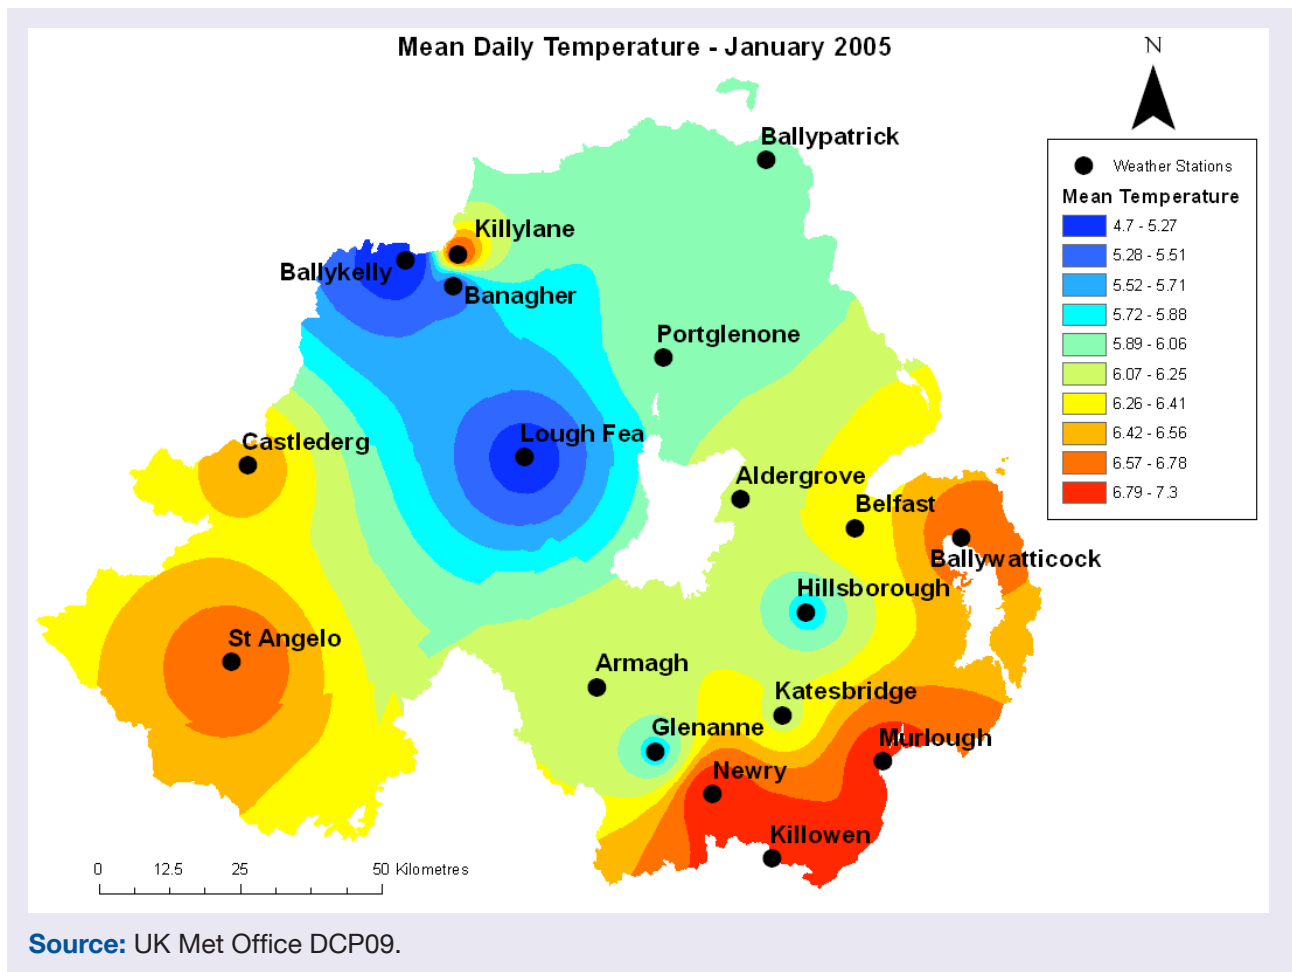 Mean Daily Temperature - January 2005
N
Ballypatrick
Weather Stations
Mean Temperature
4.7 - 5.27
5.28 - 5.51
5.52 - 5.71
5.72 - 5.88
5.89 - 6.06
6.07 - 6.25
6.26 - 6.41
6.42 - 6.56
6.57 - 6.78
6.79 - 7.3
Killylane
Ballykelly
Banagher
Portglenone
Castlederg
Lough Fea
Aldergrove
Belfast
Ballywatticock
Hillsborough
St Angelo
Armagh
Katesbridge
Glenanne
Murlough
Newry
Killowen
0 12.5 25 50 Kilometres
Source: UK Met Office DCP09.